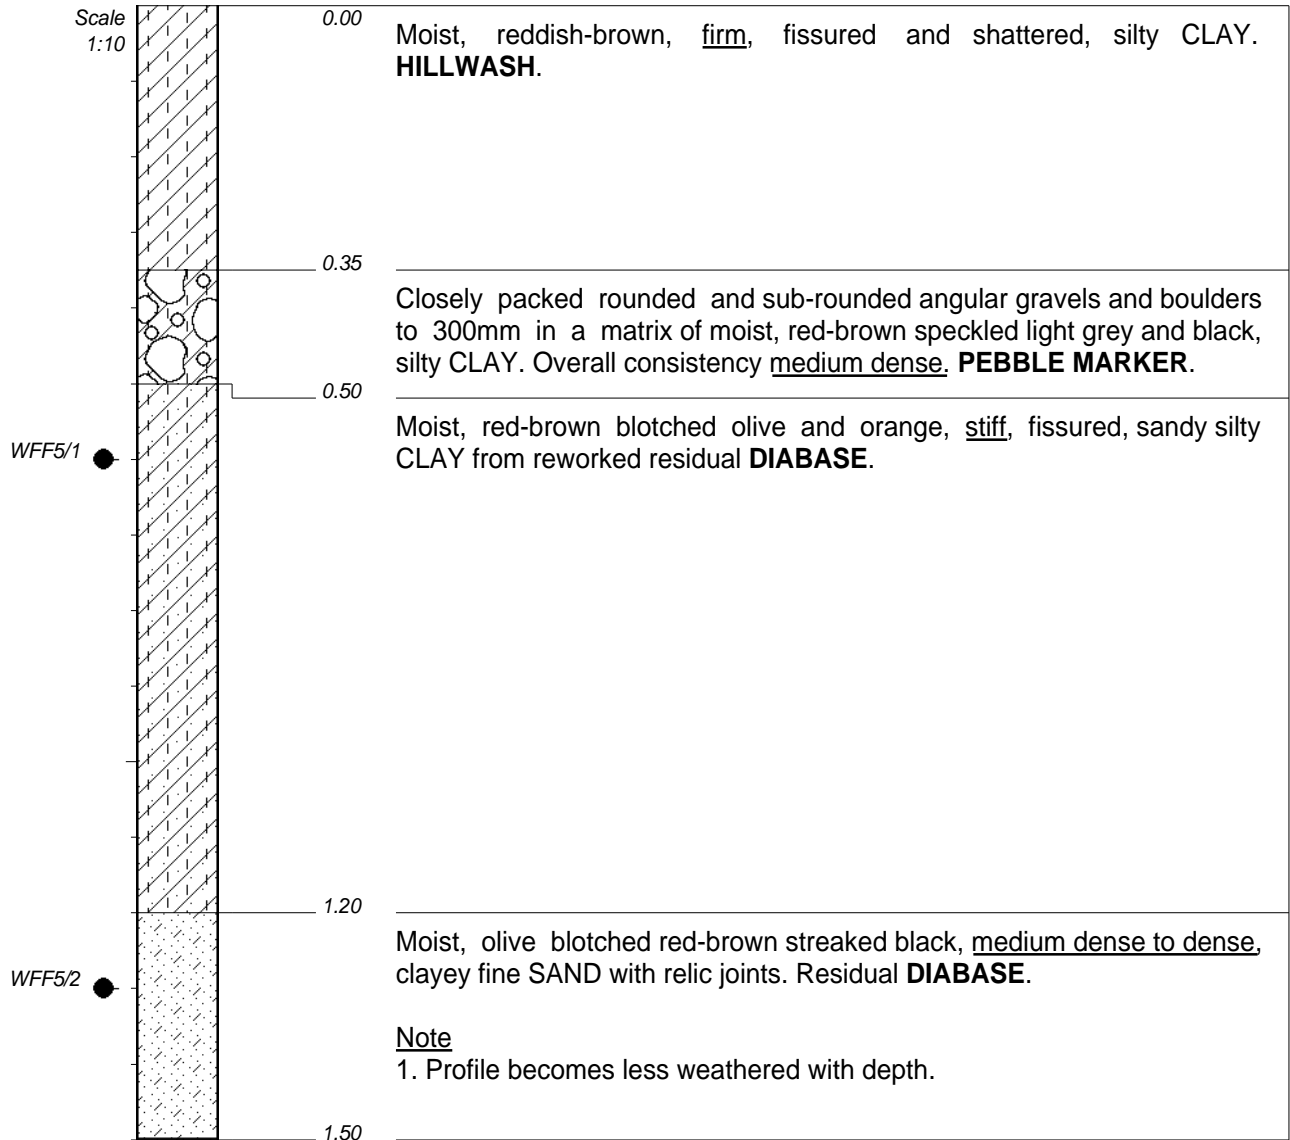 Scale
1:10
0.00
Moist, reddish-brown, firm, fissured and shattered, silty CLAY.
HILLWASH.
0.35
Closely packed rounded and sub-rounded angular gravels and boulders
to 300mm in a matrix of moist, red-brown speckled light grey and black,
silty CLAY. Overall consistency medium dense. PEBBLE MARKER.
0.50
Moist, red-brown blotched olive and orange, stiff, fissured, sandy silty
CLAY from reworked residual DIABASE.
WFF5/1
1.20
Moist, olive blotched red-brown streaked black, medium dense to dense,
clayey fine SAND with relic joints. Residual DIABASE.
WFF5/2
Note
1. Profile becomes less weathered with depth.
1.50